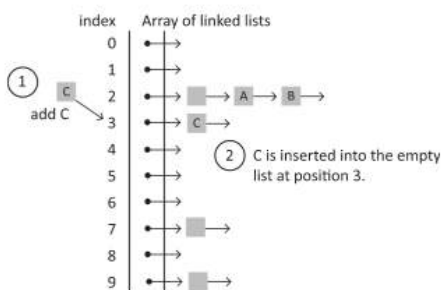 index Array of linked lists
0
1
1
C
2 A B
add C
3 C
4
2 C is inserted into the empty
list at position 3.
5
6
7
8
9